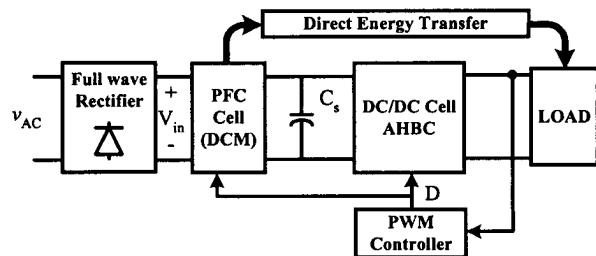 Direct Energy Transfer
Full wave
Rectifier
PFC
Cell
(DCM)
DC/DC Cell
AHBC
LOAD
v_AC
+
V_in
-
C_s
D
PWM
Controller